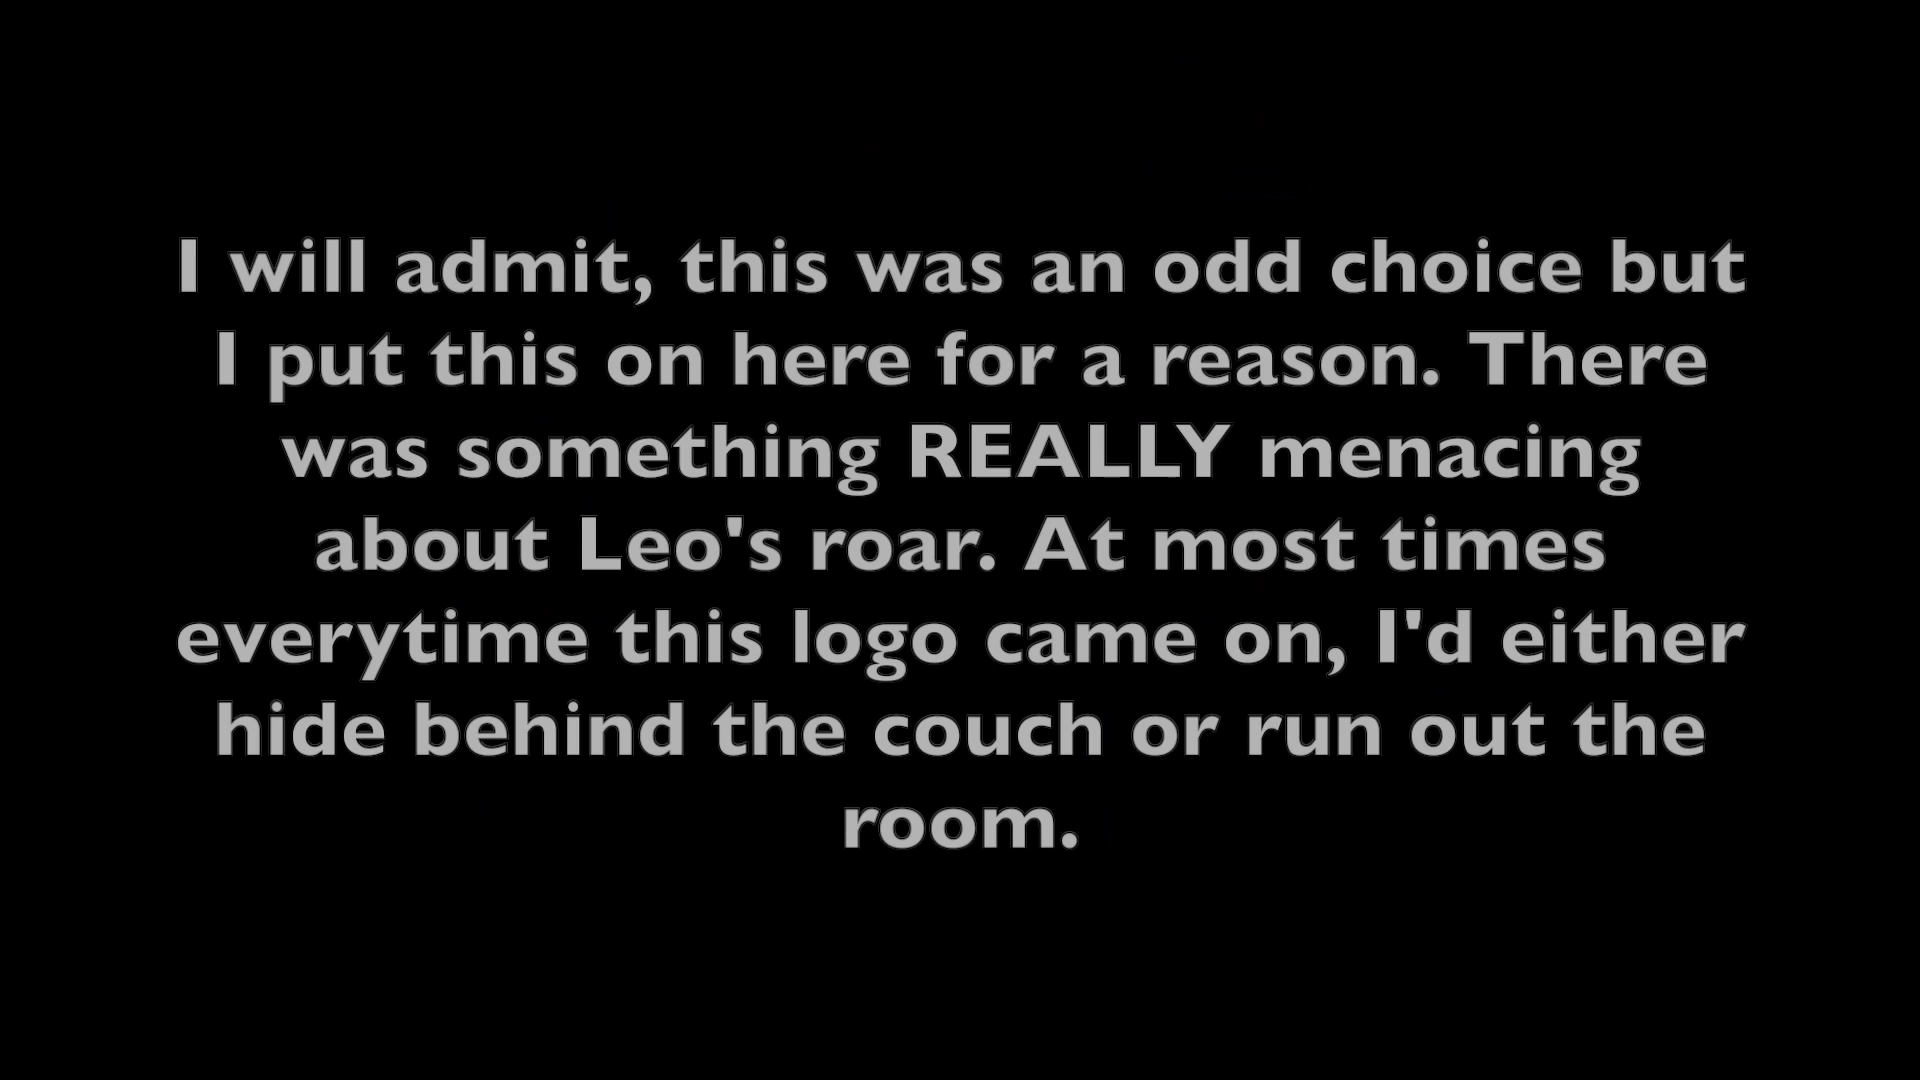 I will admit, this was an odd choice but
I put this on here for a reason. There
was something REALLY menacing
about Leo's roar. At most times
everytime this logo came on, I'd either
hide behind the couch or run out the
room.